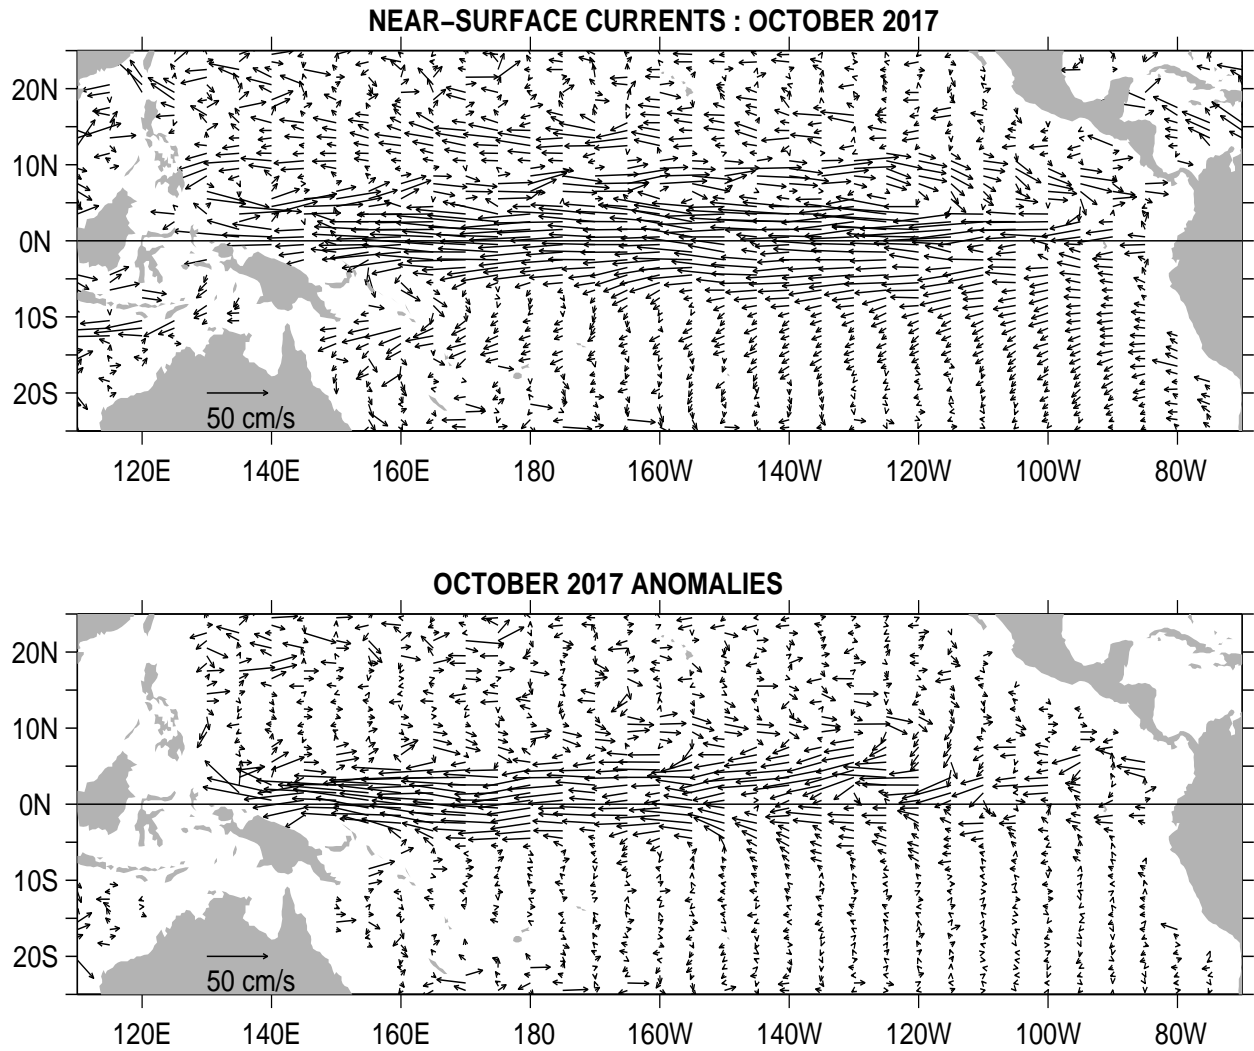 NEAR−SURFACE CURRENTS : OCTOBER 2017
20N
10N
0N
10S
20S
50 cm/s
120E 140E 160E 180 160W 140W 120W 100W 80W
OCTOBER 2017 ANOMALIES
20N
10N
0N
10S
20S
50 cm/s
120E 140E 160E 180 160W 140W 120W 100W 80W